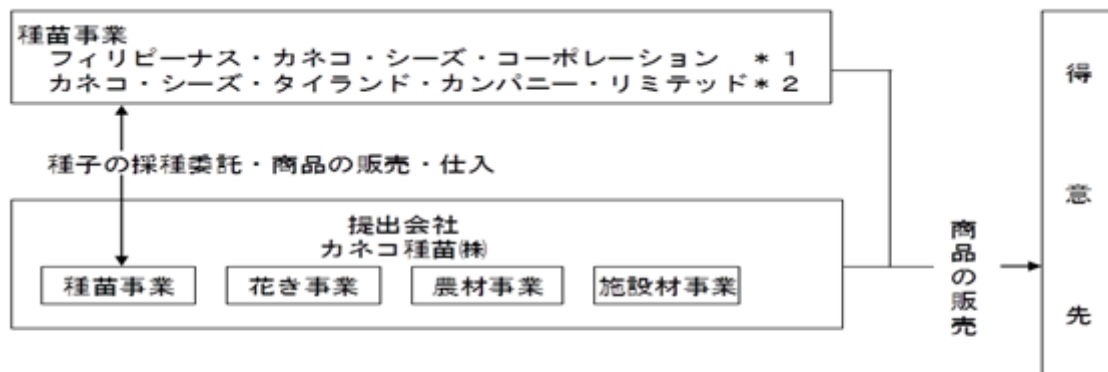 種苗事業
フィリピーナス・カネコ・シーズ・コーポレーション ＊１
カネコ・シーズ・タイランド・カンパニー・リミテッド＊２
種子の採種委託・商品の販売・仕入
提出会社
カネコ種苗㈱
種苗事業
花き事業
農材事業
施設材事業
商品の販売
得意先